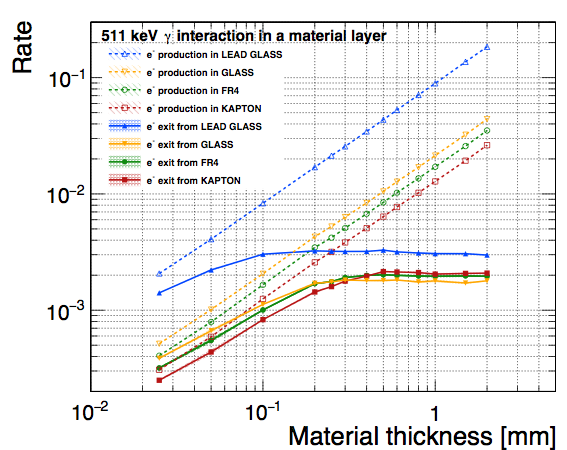 511 keV γ interaction in a material layer
e⁻ production in LEAD GLASS
e⁻ production in GLASS
e⁻ production in FR4
e⁻ production in KAPTON
e⁻ exit from LEAD GLASS
e⁻ exit from GLASS
e⁻ exit from FR4
e⁻ exit from KAPTON
Rate
10⁻¹
10⁻²
10⁻³
10⁻² 10⁻¹ 1
Material thickness [mm]